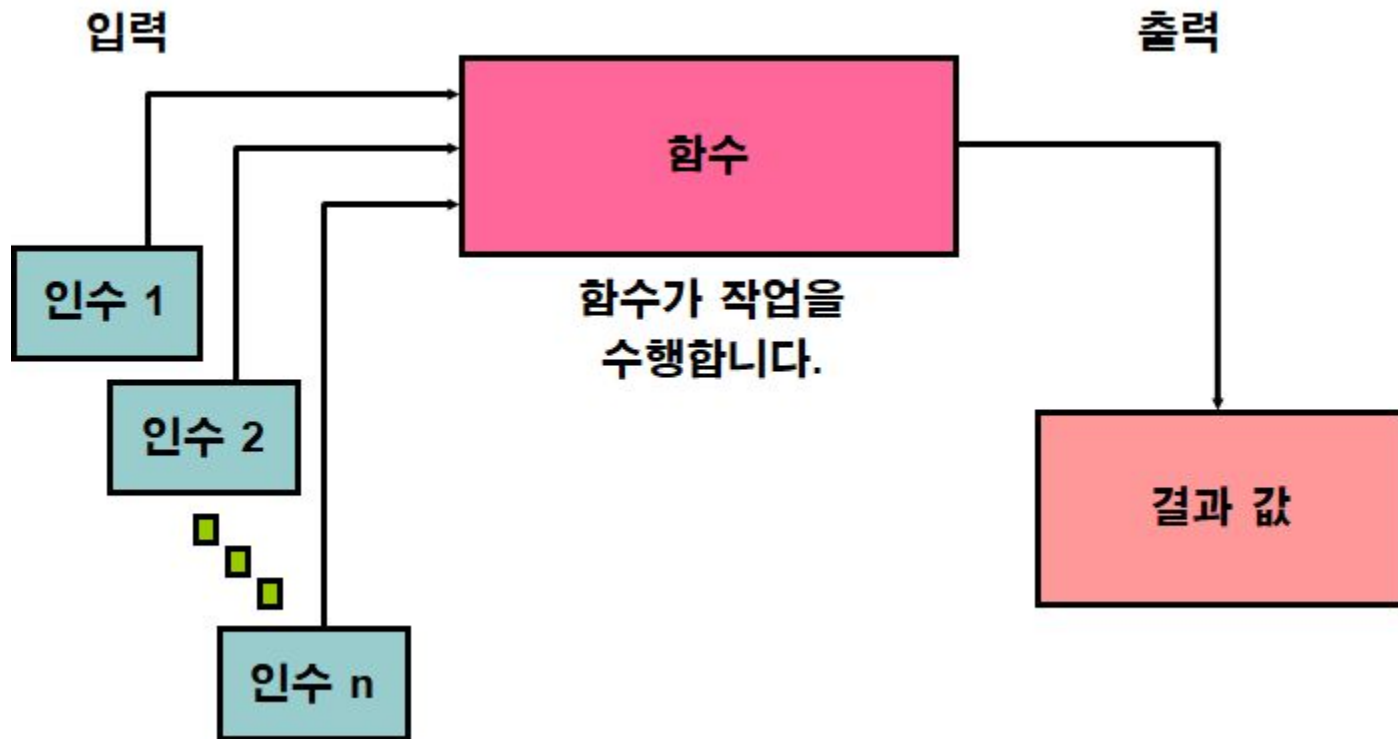 입력
출력
함수
인수 1
함수가 작업을
수행합니다.
인수 2
결과 값
인수 n